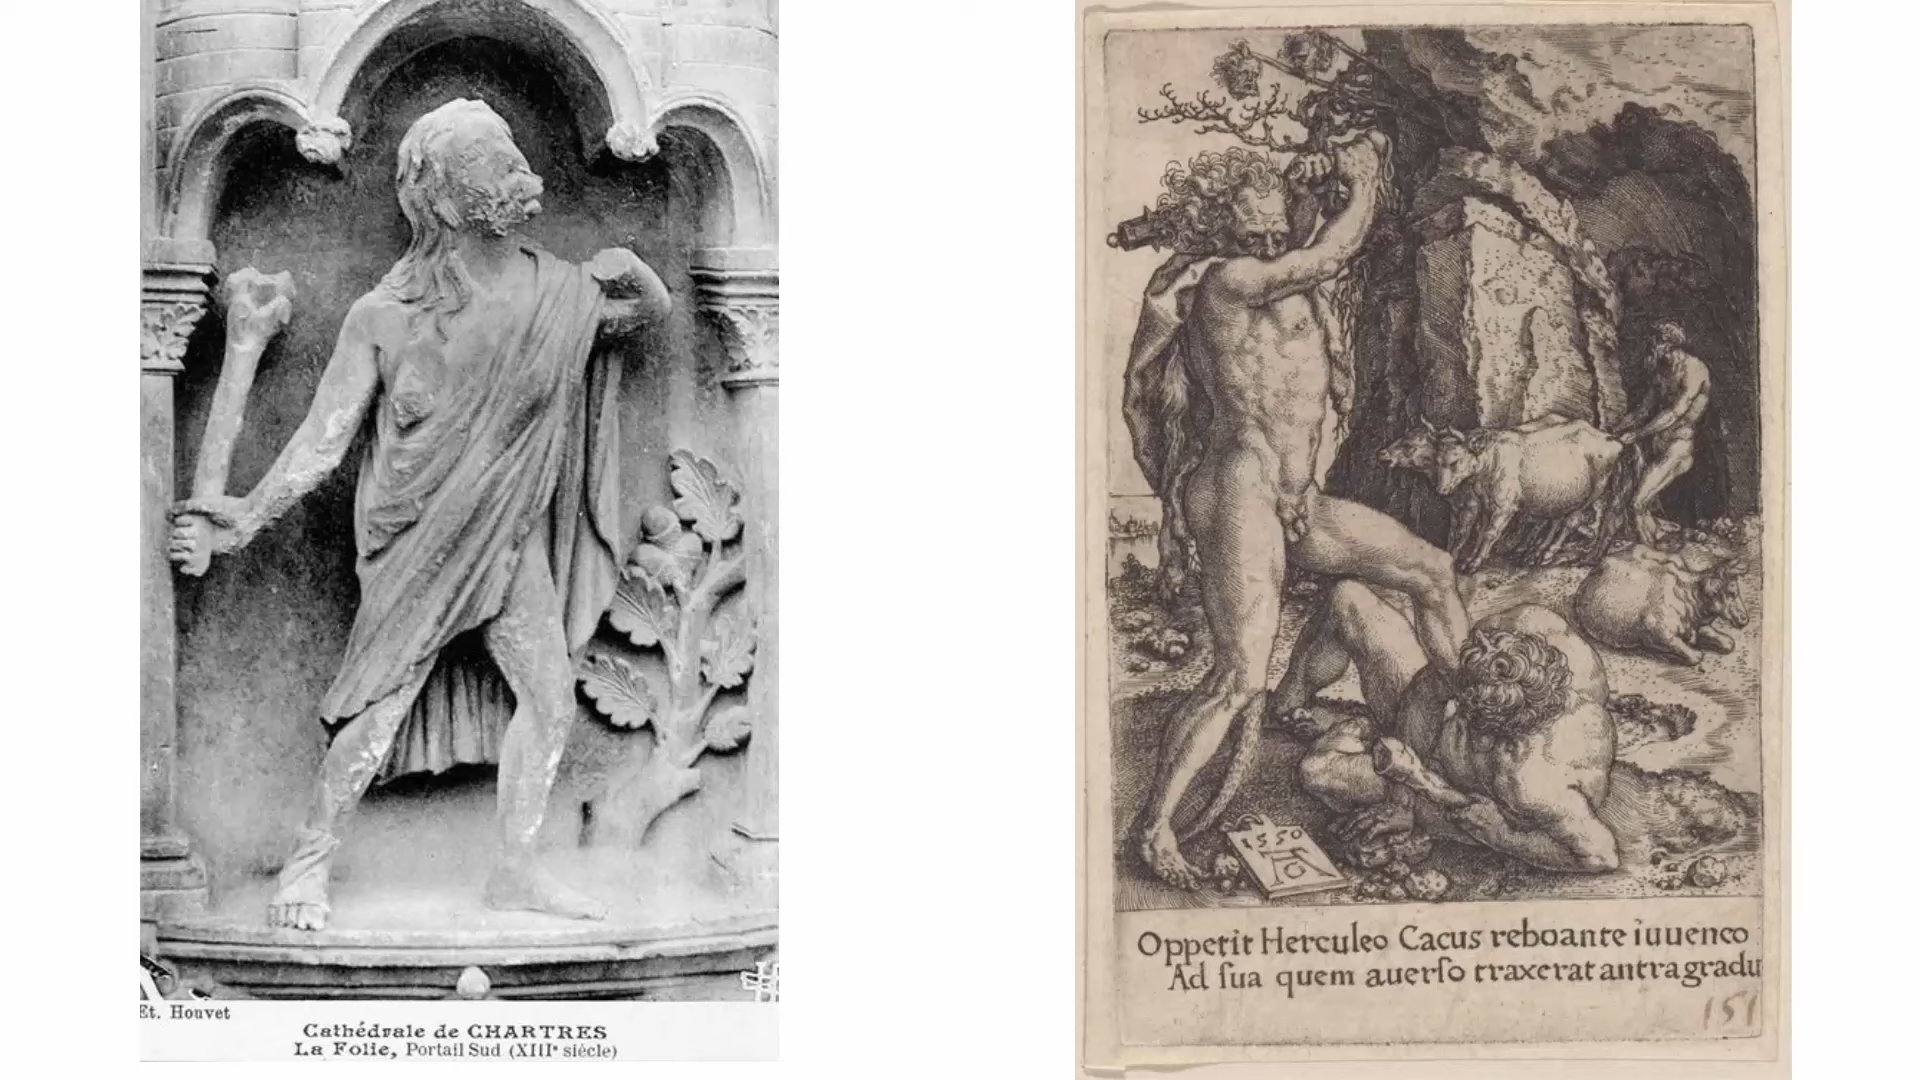 Et. Houvet
Cathédrale de CHARTRES
La Folie, Portail Sud (XIIIᵉ siècle)
1550
AG
Oppetit Herculeo Cacus reboante iuuenco
Ad ſua quem auerſo traxerat antra gradu
151